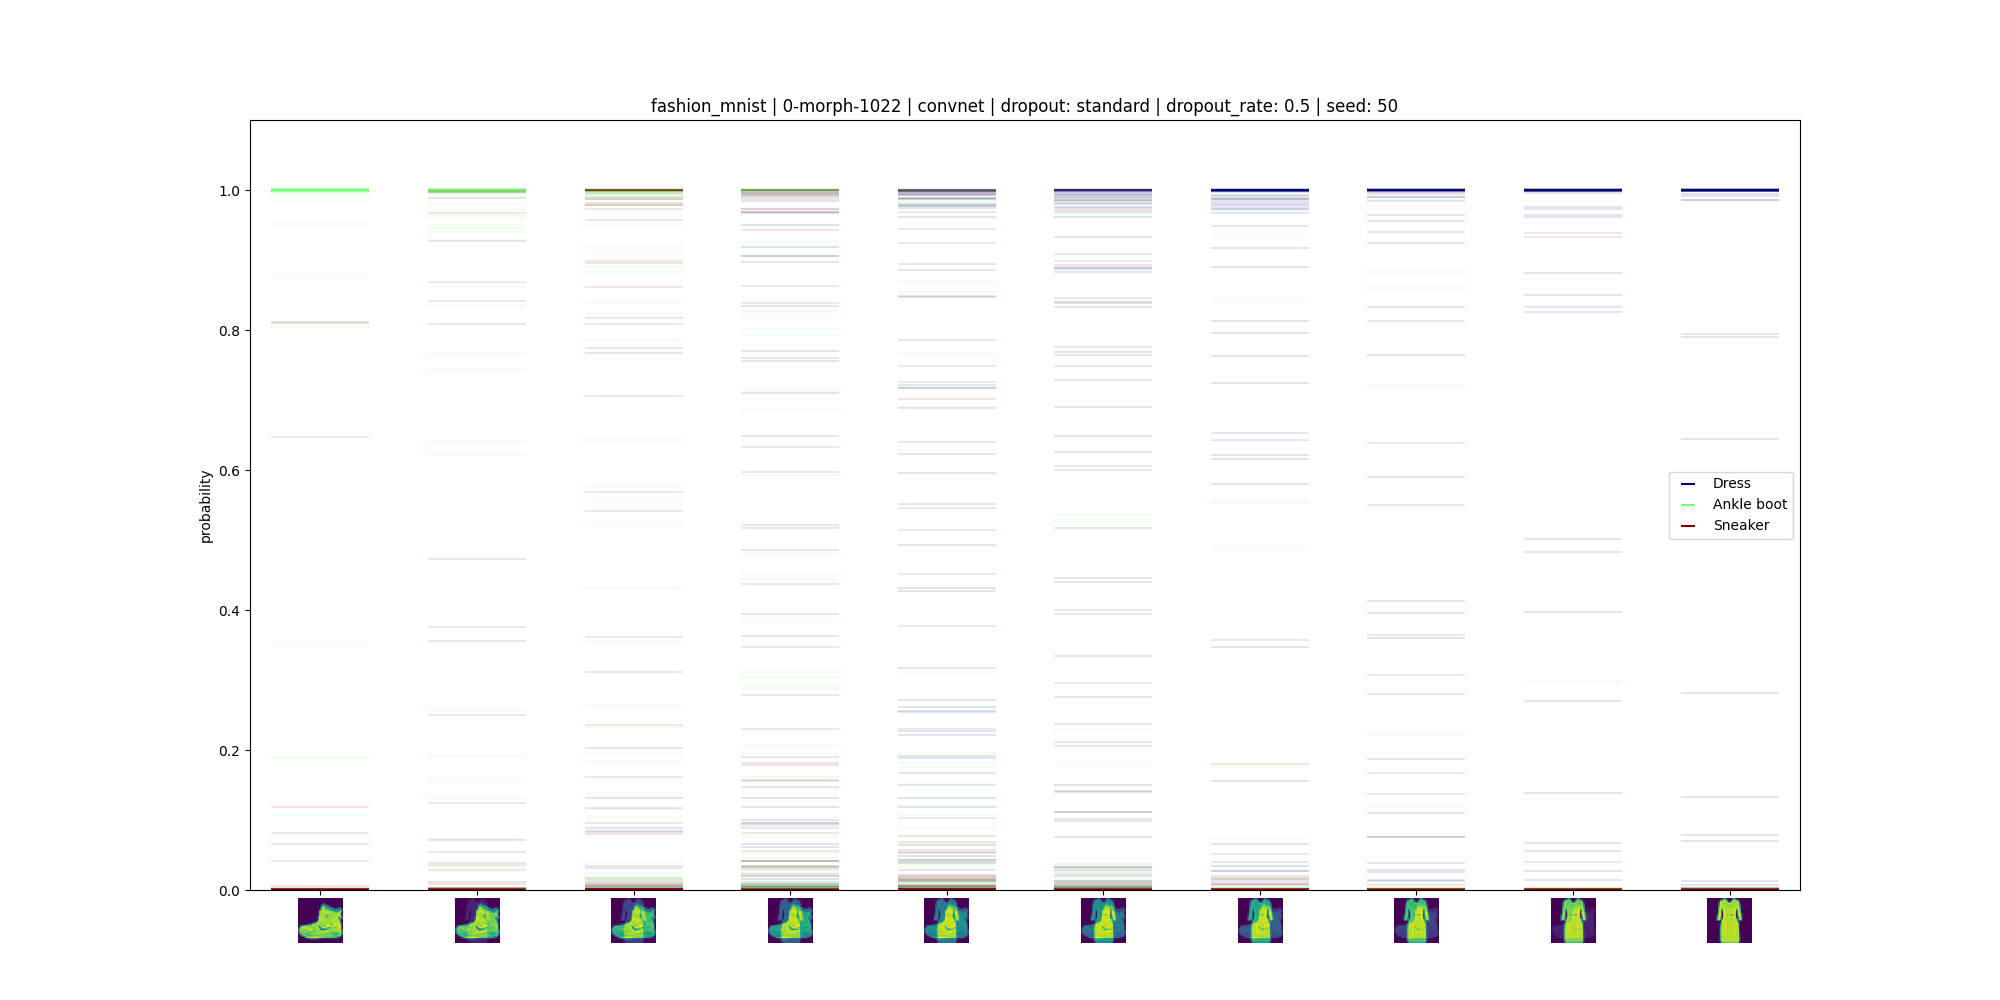 fashion_mnist | 0-morph-1022 | convnet | dropout: standard | dropout_rate: 0.5 | seed: 50
1.0
0.8
0.6
0.4
0.2
0.0
probability
Dress
Ankle boot
Sneaker